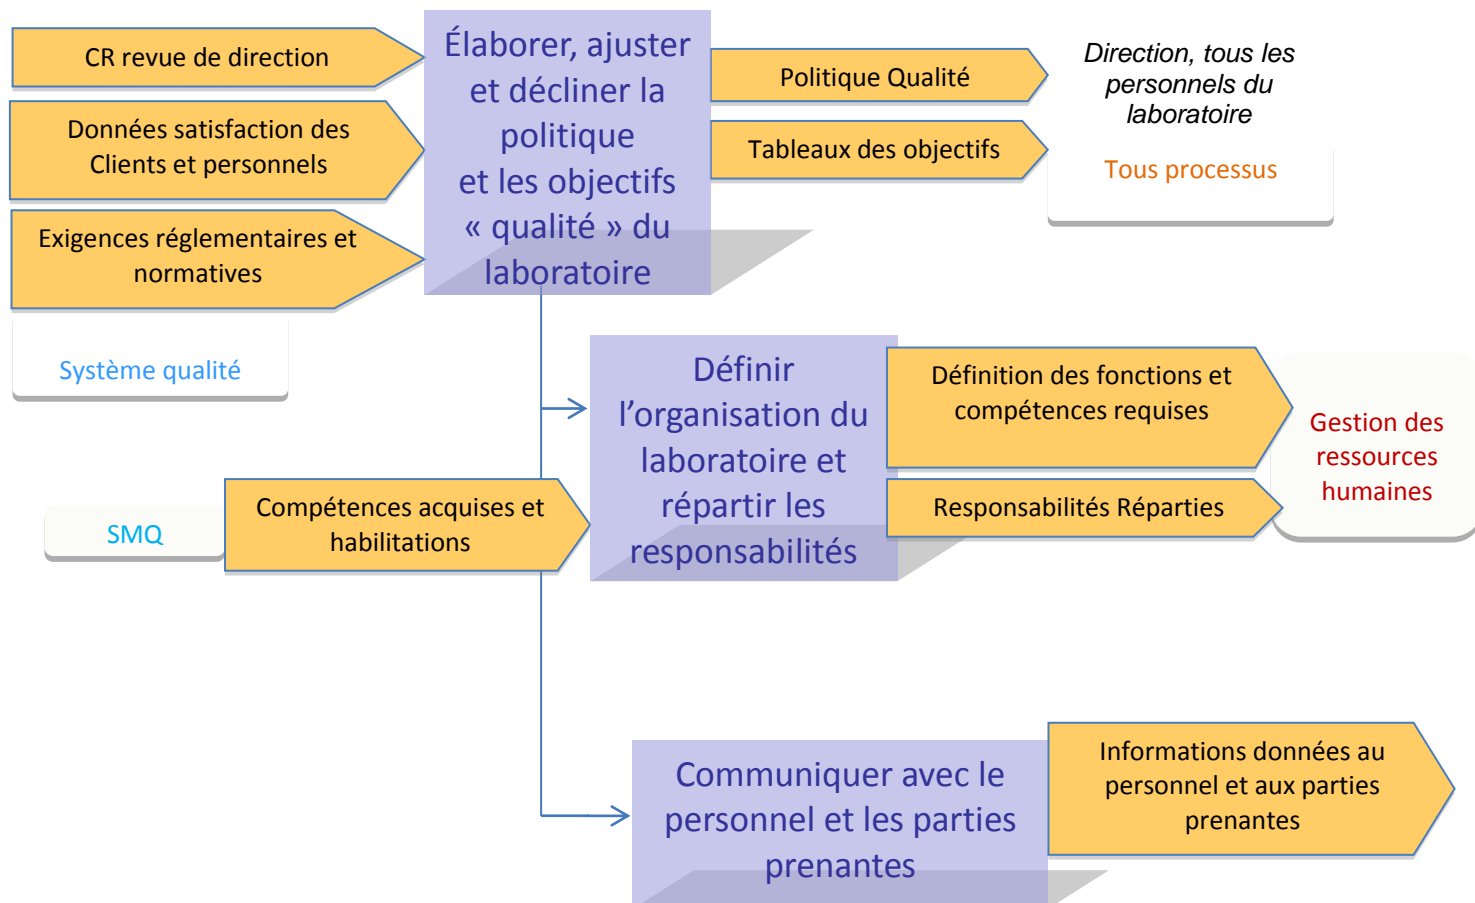 CR revue de direction
Données satisfaction des
Clients et personnels
Exigences réglementaires et
normatives
Système qualité
Élaborer, ajuster
et décliner la
politique
et les objectifs
« qualité » du
laboratoire
Politique Qualité
Tableaux des objectifs
Direction, tous les
personnels du
laboratoire
Tous processus
SMQ
Compétences acquises et
habilitations
Définir
l’organisation du
laboratoire et
répartir les
responsabilités
Définition des fonctions et
compétences requises
Responsabilités Réparties
Gestion des
ressources
humaines
Communiquer avec le
personnel et les parties
prenantes
Informations données au
personnel et aux parties
prenantes